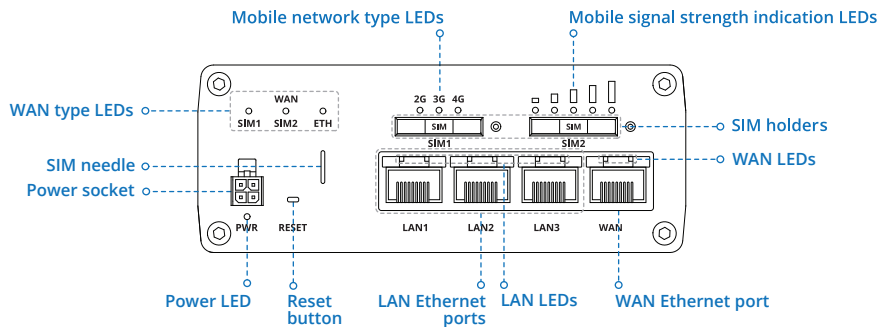 Mobile network type LEDs
Mobile signal strength indication LEDs
WAN type LEDs
WAN
SIM1 SIM2 ETH
2G 3G 4G
SIM
SIM
SIM holders
SIM1
SIM2
WAN LEDs
SIM needle
Power socket
PWR
RESET
LAN1
LAN2
LAN3
WAN
Power LED
Reset
button
LAN Ethernet
ports
LAN LEDs
WAN Ethernet port